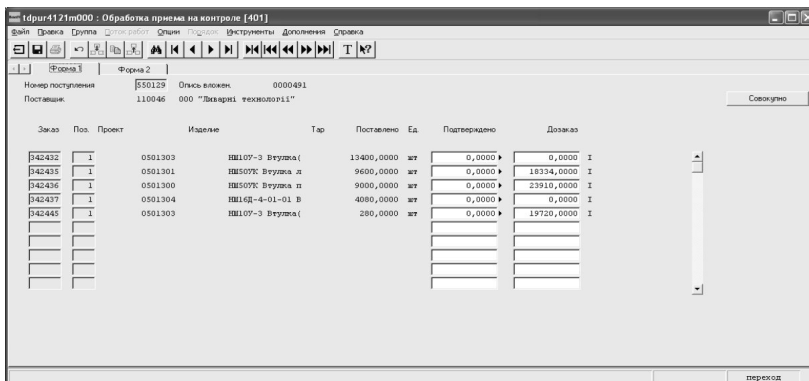 tdpur4121m000 : Обработка приема на контроле [401]
Файл Правка Группа Поток работ Опции Порядок Инструменты Дополнения Справка
T
Форма 1 Форма 2
Номер поступления 550129 Опись вложен. 0000491
Поставщик 110046 ООО "Ливарні технології"
Совокупно
Заказ Поз. Проект Изделие Тар Поставлено Ед. Подтверждено Дозаказ
342432 1 0501303 НШ10У-3 Втулка( 13400,0000 шт 0,0000 0,0000 I
342435 1 0501301 НШ50УК Втулка л 9600,0000 шт 0,0000 18334,0000 I
342436 1 0501300 НШ50УК Втулка п 9000,0000 шт 0,0000 23910,0000 I
342437 1 0501304 НШ16Д-4-01-01 В 4080,0000 шт 0,0000 0,0000 I
342445 1 0501303 НШ10У-3 Втулка( 280,0000 шт 0,0000 19720,0000 I
переход